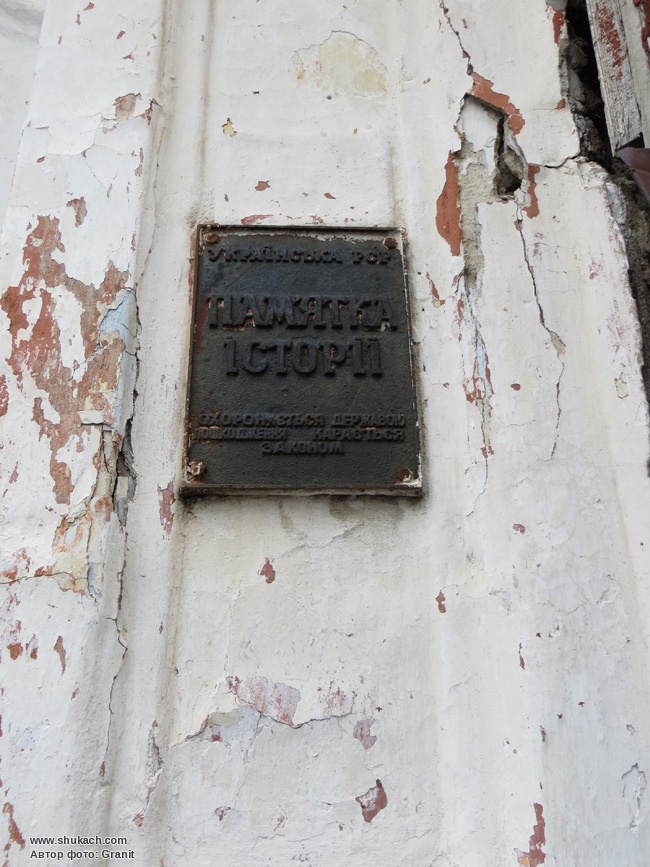 УКРАЇНСЬКА РСР
ПАМ'ЯТКА
ІСТОРІЇ
ОХОРОНЯЄТЬСЯ ДЕРЖАВОЮ
ПОШКОДЖЕННЯ КАРАЄТЬСЯ
ЗАКОНОМ
www.shukach.com
Автор фото: Granit